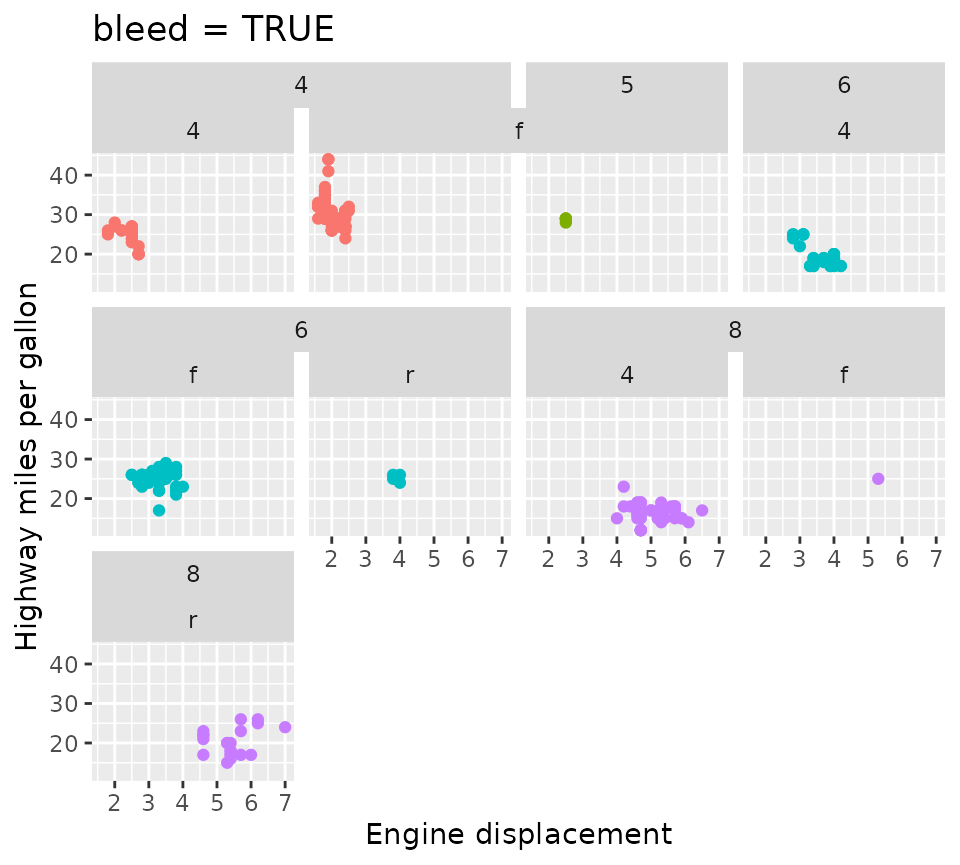 bleed = TRUE
4 5 6
4 f 4
40
30
20
6 8
f r 4 f
40
30
20
2 3 4 5 6 7 2 3 4 5 6 7 2 3 4 5 6 7
8
r
40
30
20
2 3 4 5 6 7
Highway miles per gallon
Engine displacement